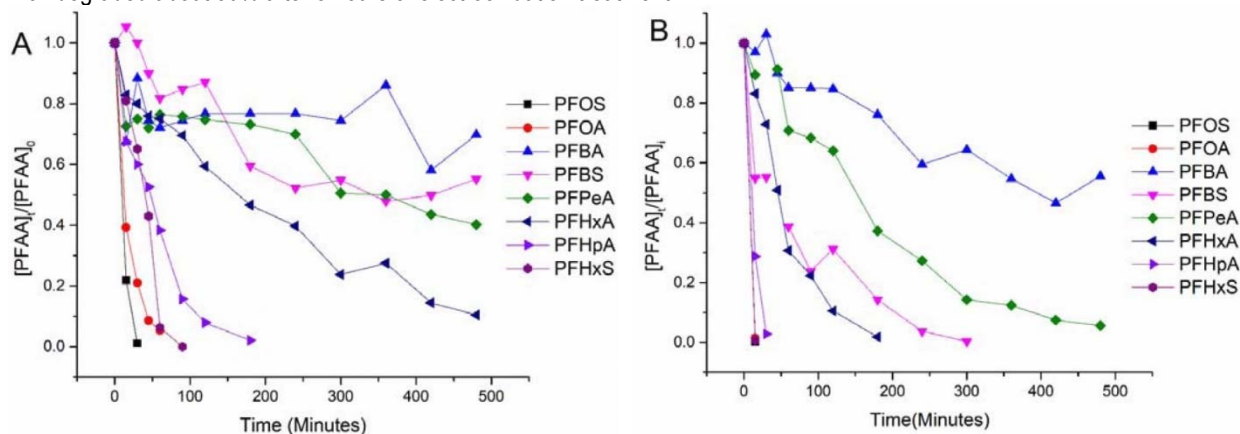 A
1.0
0.8
0.6
0.4
0.2
0.0
[PFAA]t/[PFAA]0
0 100 200 300 400 500
Time (Minutes)
PFOS
PFOA
PFBA
PFBS
PFPeA
PFHxA
PFHpA
PFHxS
B
1.0
0.8
0.6
0.4
0.2
0.0
[PFAA]t/[PFAA]i
0 100 200 300 400 500
Time(Minutes)
PFOS
PFOA
PFBA
PFBS
PFPeA
PFHxA
PFHpA
PFHxS